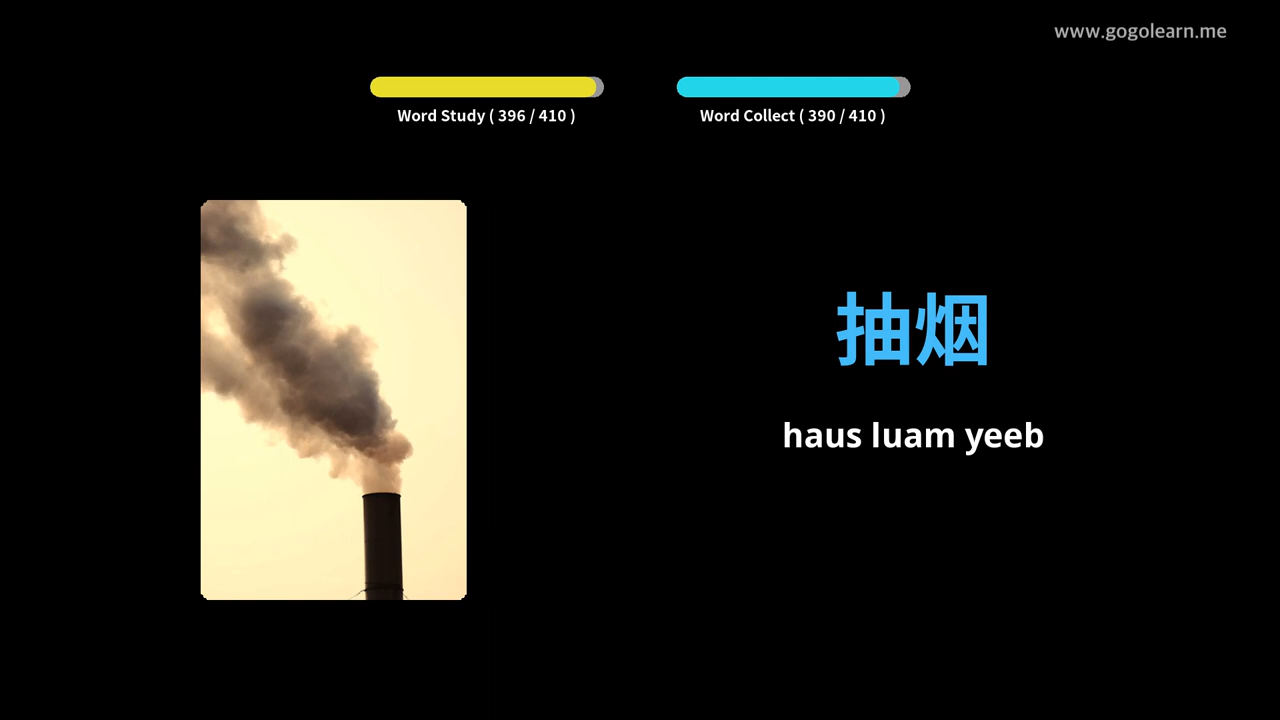 www.gogolearn.me
Word Study ( 396 / 410 )
Word Collect ( 390 / 410 )
抽烟
haus luam yeeb